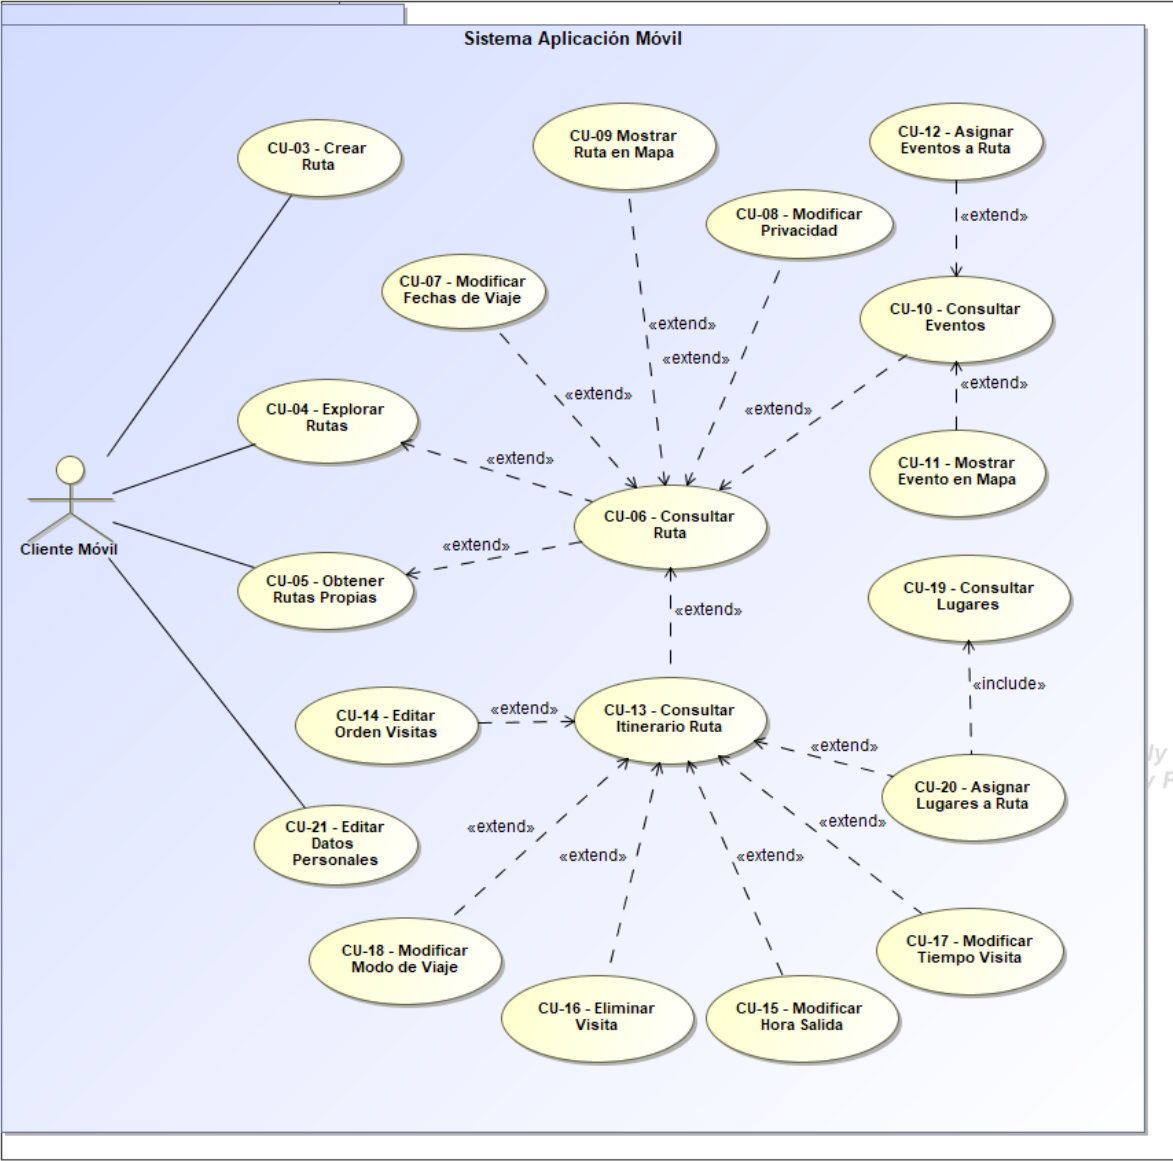 Sistema Aplicación Móvil
CU-03 - Crear
Ruta
CU-09 Mostrar
Ruta en Mapa
CU-12 - Asignar
Eventos a Ruta
CU-08 - Modificar
Privacidad
«extend»
CU-07 - Modificar
Fechas de Viaje
CU-10 - Consultar
Eventos
«extend»
«extend»
«extend»
«extend»
«extend»
CU-04 - Explorar
Rutas
«extend»
CU-11 - Mostrar
Evento en Mapa
CU-06 - Consultar
Ruta
Cliente Móvil
«extend»
CU-05 - Obtener
Rutas Propias
CU-19 - Consultar
Lugares
«extend»
«include»
CU-14 - Editar
Orden Visitas
«extend»
CU-13 - Consultar
Itinerario Ruta
«extend»
CU-20 - Asignar
Lugares a Ruta
CU-21 - Editar
Datos
Personales
«extend»
«extend»
«extend»
«extend»
CU-18 - Modificar
Modo de Viaje
CU-17 - Modificar
Tiempo Visita
CU-16 - Eliminar
Visita
CU-15 - Modificar
Hora Salida